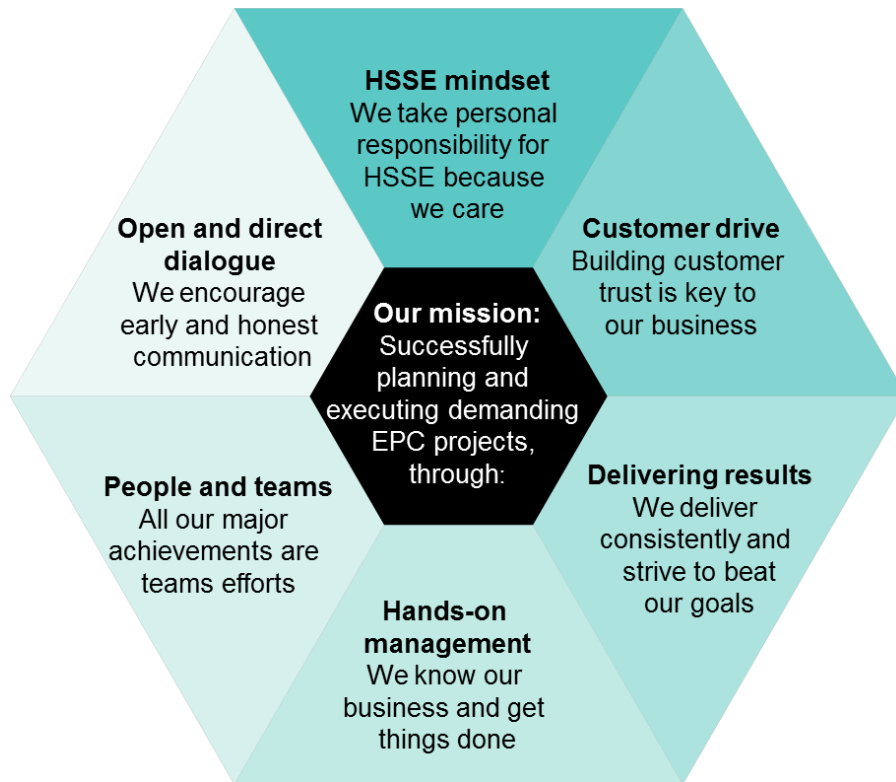 HSSE mindset
We take personal
responsibility for
HSSE because
we care
Customer drive
Building customer
trust is key to
our business
Delivering results
We deliver
consistently and
strive to beat
our goals
Hands-on
management
We know our
business and get
things done
People and teams
All our major
achievements are
teams efforts
Open and direct
dialogue
We encourage
early and honest
communication
Our mission:
Successfully
planning and
executing demanding
EPC projects,
through: